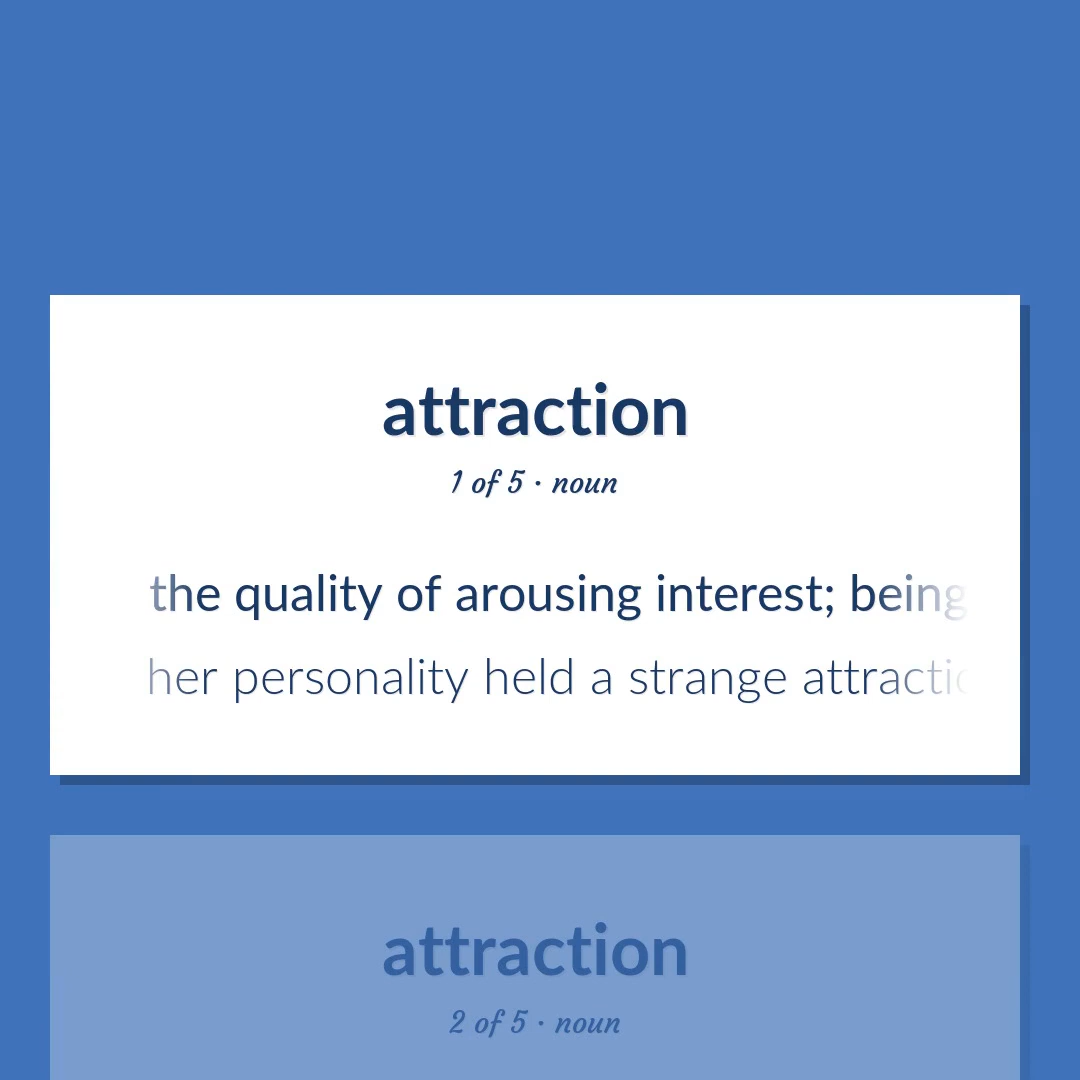 attraction
1 of 5 · noun
the quality of arousing interest; being
her personality held a strange attractio
attraction
2 of 5 · noun